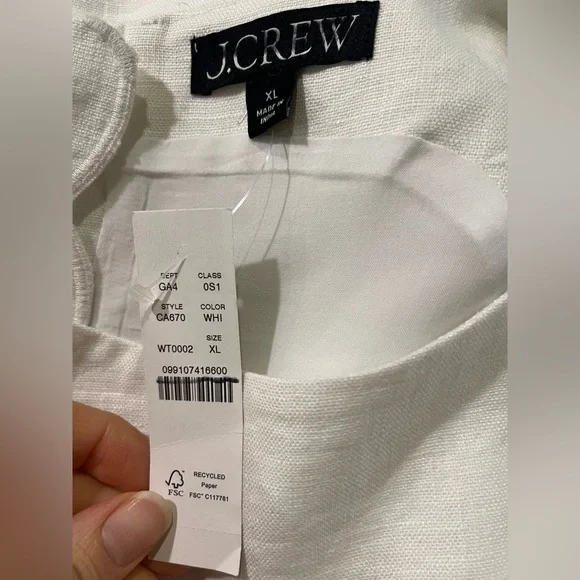 J.CREW
XL
MADE IN
INDIA
DEPT CLASS
GA4 0S1
STYLE COLOR
CA670 WHI
SIZE
WT0002 XL
099107416600
RECYCLED
Paper
FSC
FSC® C117781